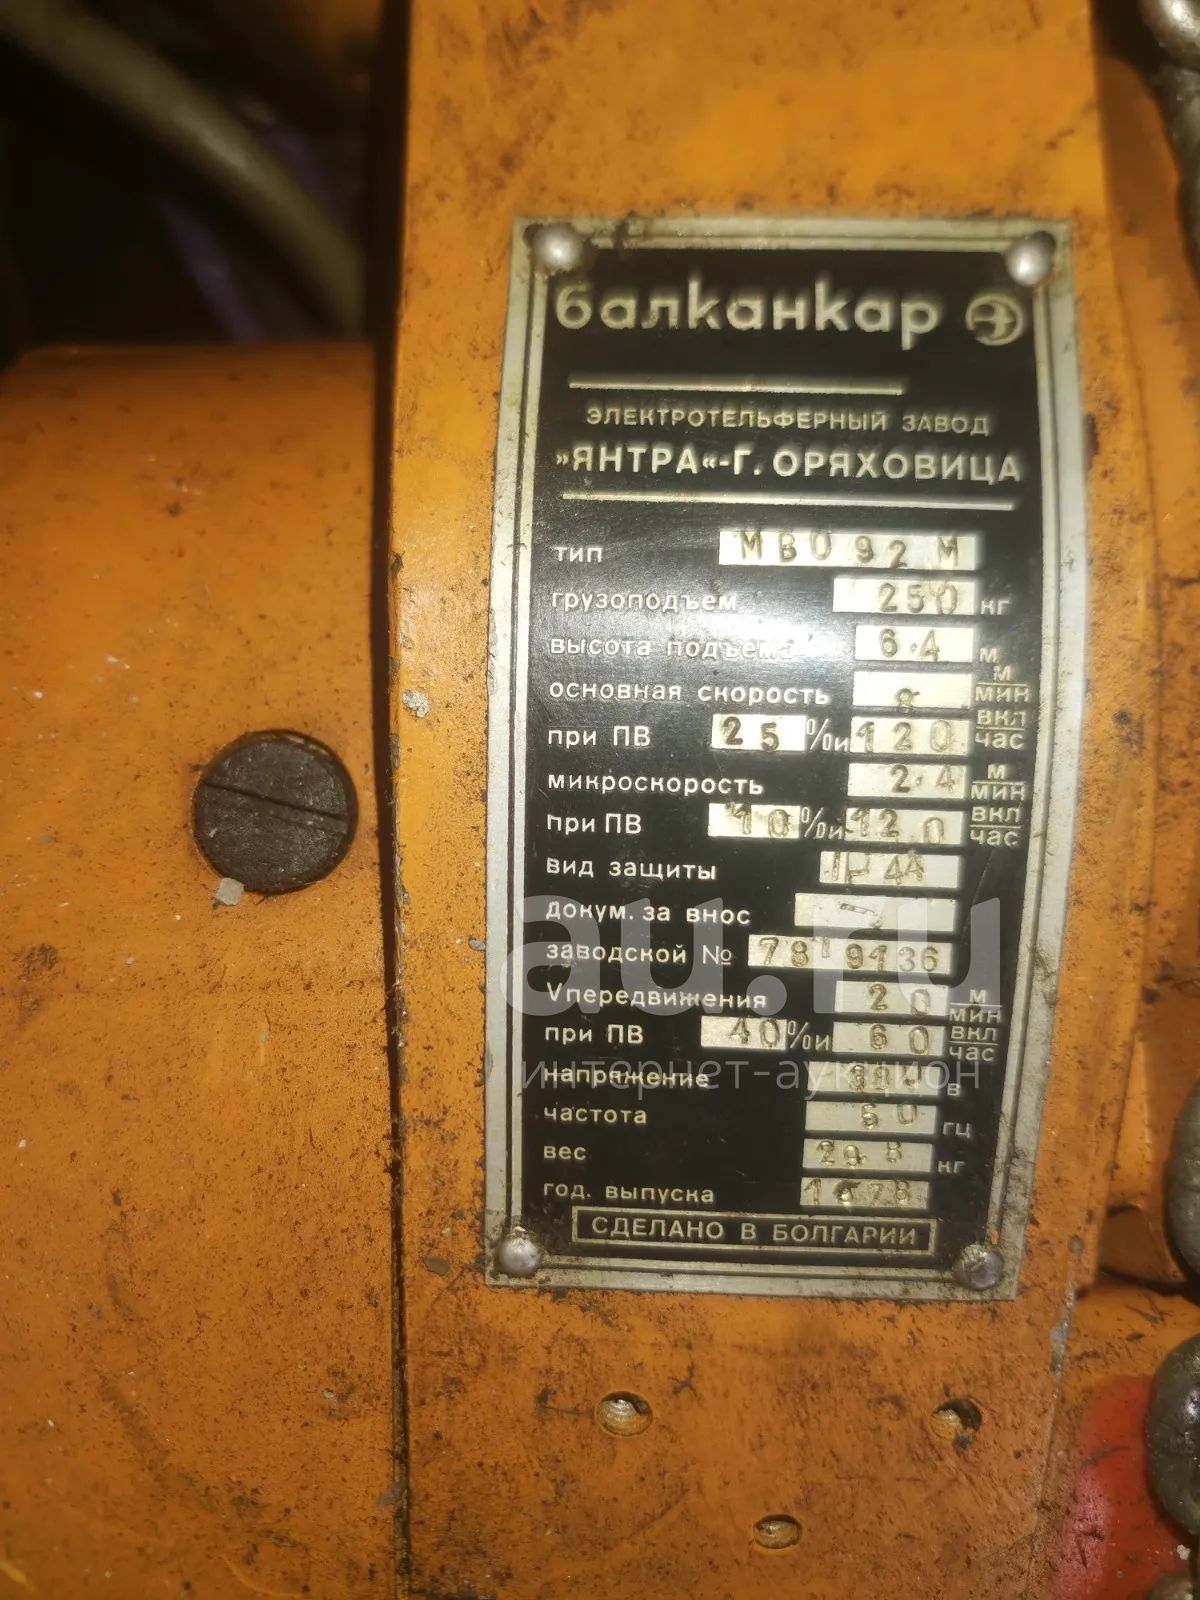 балканкар
ЭЛЕКТРОТЕЛЬФЕРНЫЙ ЗАВОД
»ЯНТРА«-Г. ОРЯХОВИЦА
тип МВ092М
грузоподъем 250 кг
высота подъема 6.4 м
основная скорость 8 м/мин
при ПВ 25 %и 120 вкл/час
микроскорость 2.4 м/мин
при ПВ 10 %и 120 вкл/час
вид защиты IP44
докум. за внос -
заводской № 78 9136
Vпередвижения 20 м/мин
при ПВ 40 %и 60 вкл/час
напряжение в
частота 50 гц
вес кг
год. выпуска 1978
СДЕЛАНО В БОЛГАРИИ
au.ru
интернет-аукцион